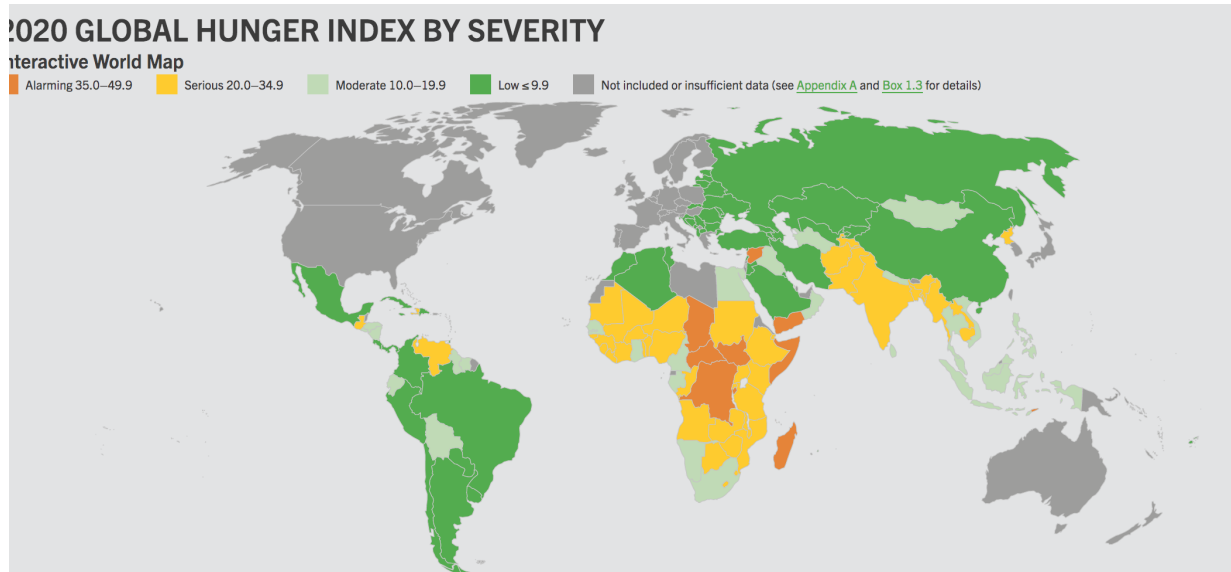 2020 GLOBAL HUNGER INDEX BY SEVERITY
Interactive World Map
Alarming 35.0–49.9 Serious 20.0–34.9 Moderate 10.0–19.9 Low ≤ 9.9 Not included or insufficient data (see Appendix A and Box 1.3 for details)